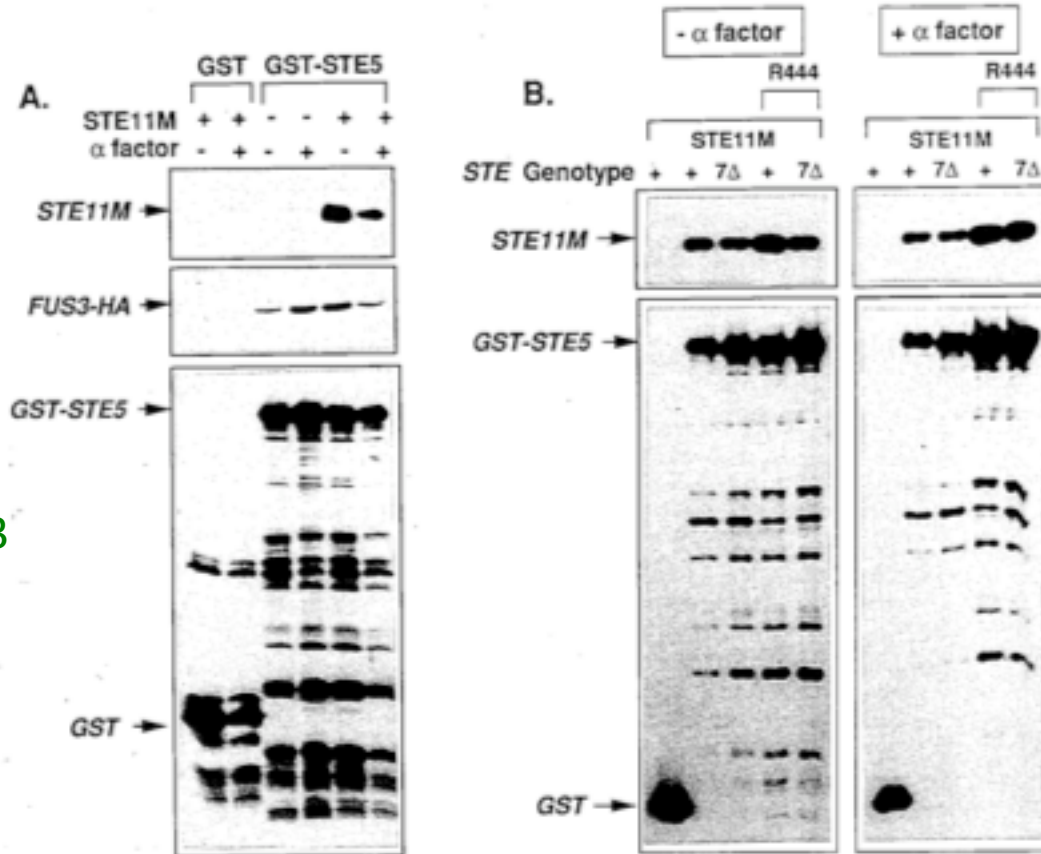 A.
GST GST-STE5
STE11M + + - - + +
α factor - + - + - +
STE11M
FUS3-HA
GST-STE5
GST
3
B.
- α factor
R444
STE11M
STE Genotype + + 7Δ + 7Δ
STE11M
GST-STE5
GST
+ α factor
R444
STE11M
+ + 7Δ + 7Δ